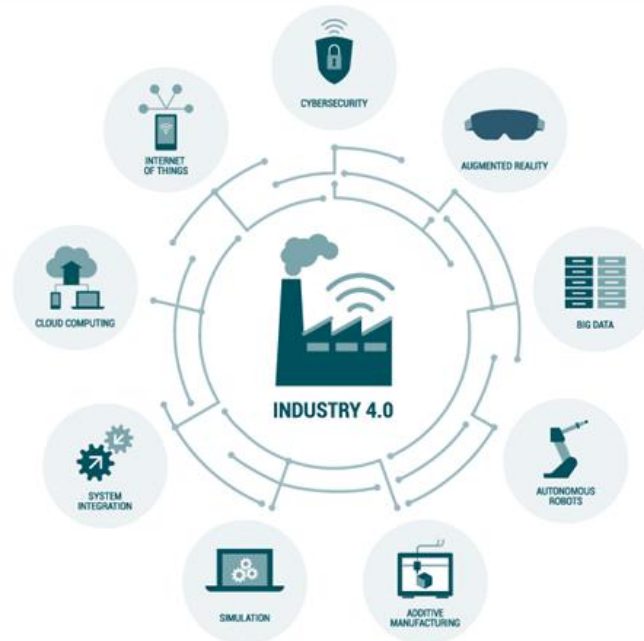 CYBERSECURITY
AUGMENTED REALITY
BIG DATA
AUTONOMOUS
ROBOTS
ADDITIVE
MANUFACTURING
SIMULATION
SYSTEM
INTEGRATION
CLOUD COMPUTING
INTERNET
OF THINGS
INDUSTRY 4.0